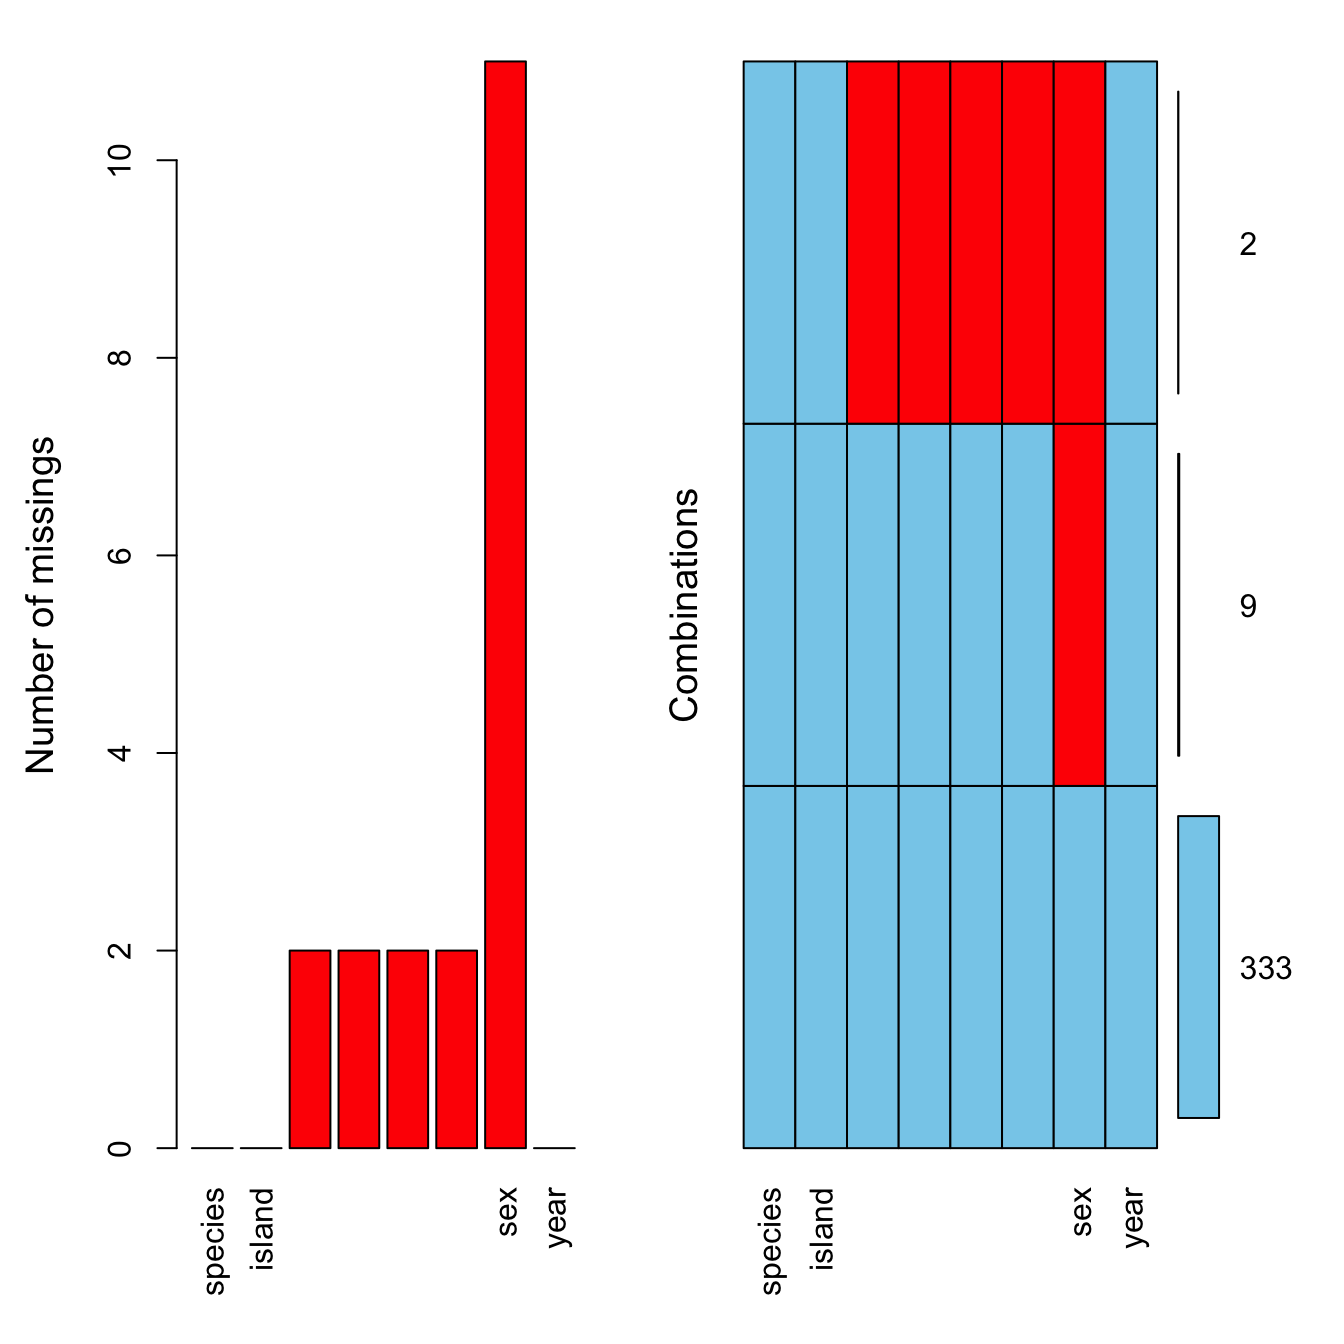 Number of missings
0
2
4
6
8
10
species
island
sex
year
Combinations
species
island
sex
year
2
9
333